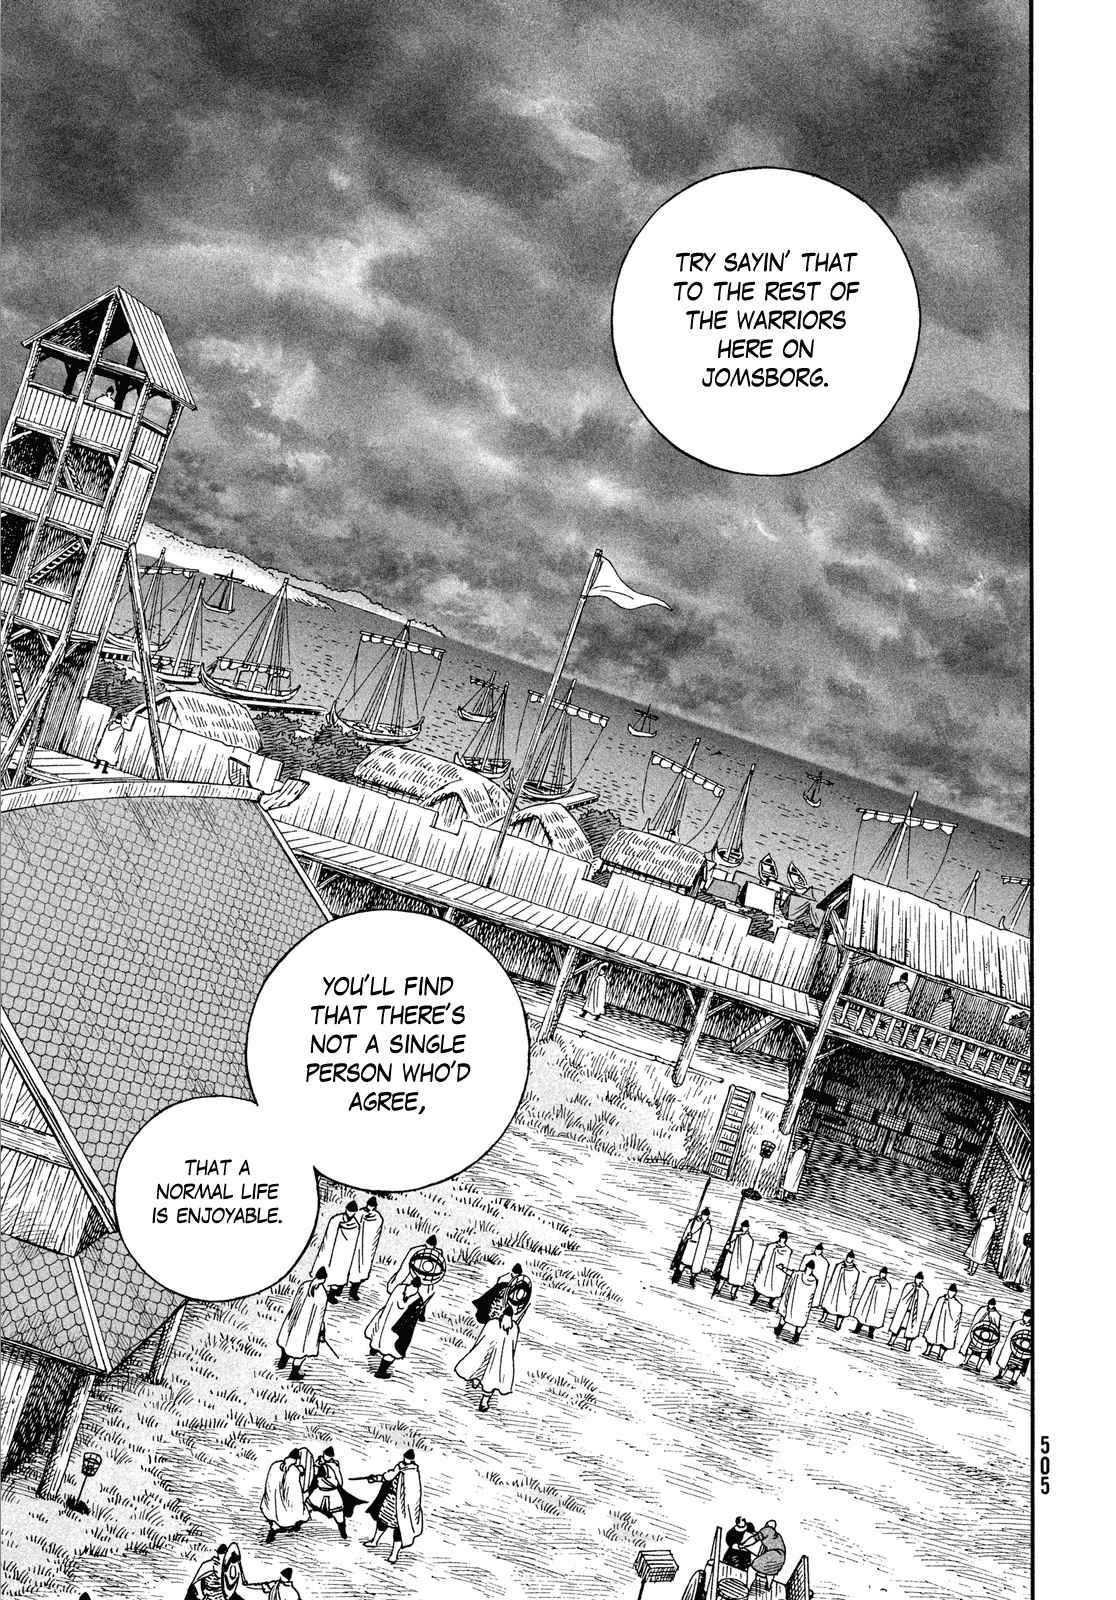 TRY SAYIN' THAT
TO THE REST OF
THE WARRIORS
HERE ON
JOMSBORG.
YOU'LL FIND
THAT THERE'S
NOT A SINGLE
PERSON WHO'D
AGREE,
THAT A
NORMAL LIFE
IS ENJOYABLE.
505